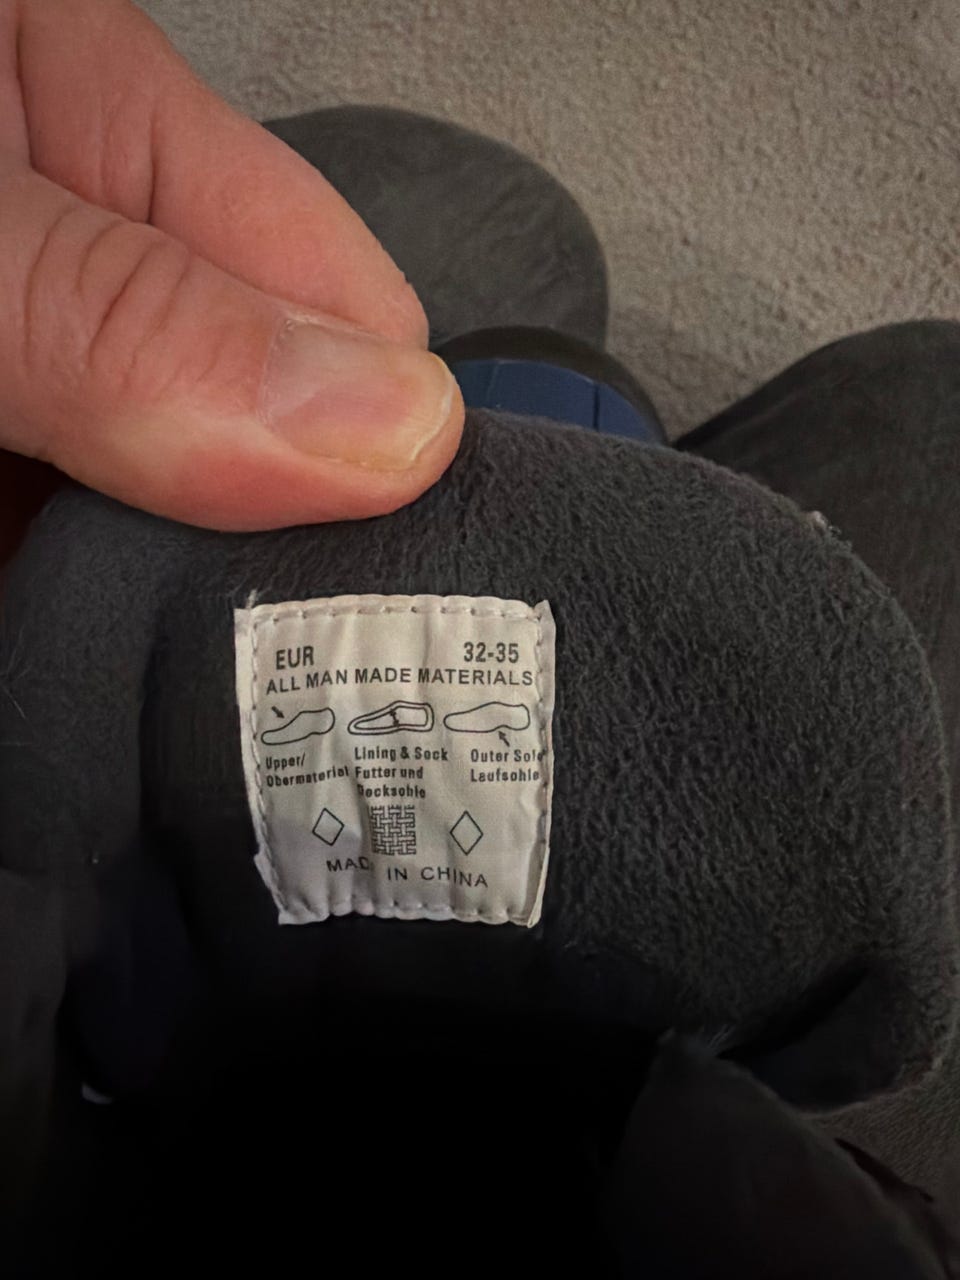 EUR 32-35
ALL MAN MADE MATERIALS
Upper/ Lining & Sock Outer Sole
Obermaterial Futter und Laufsohle
Decksohle
MADE IN CHINA